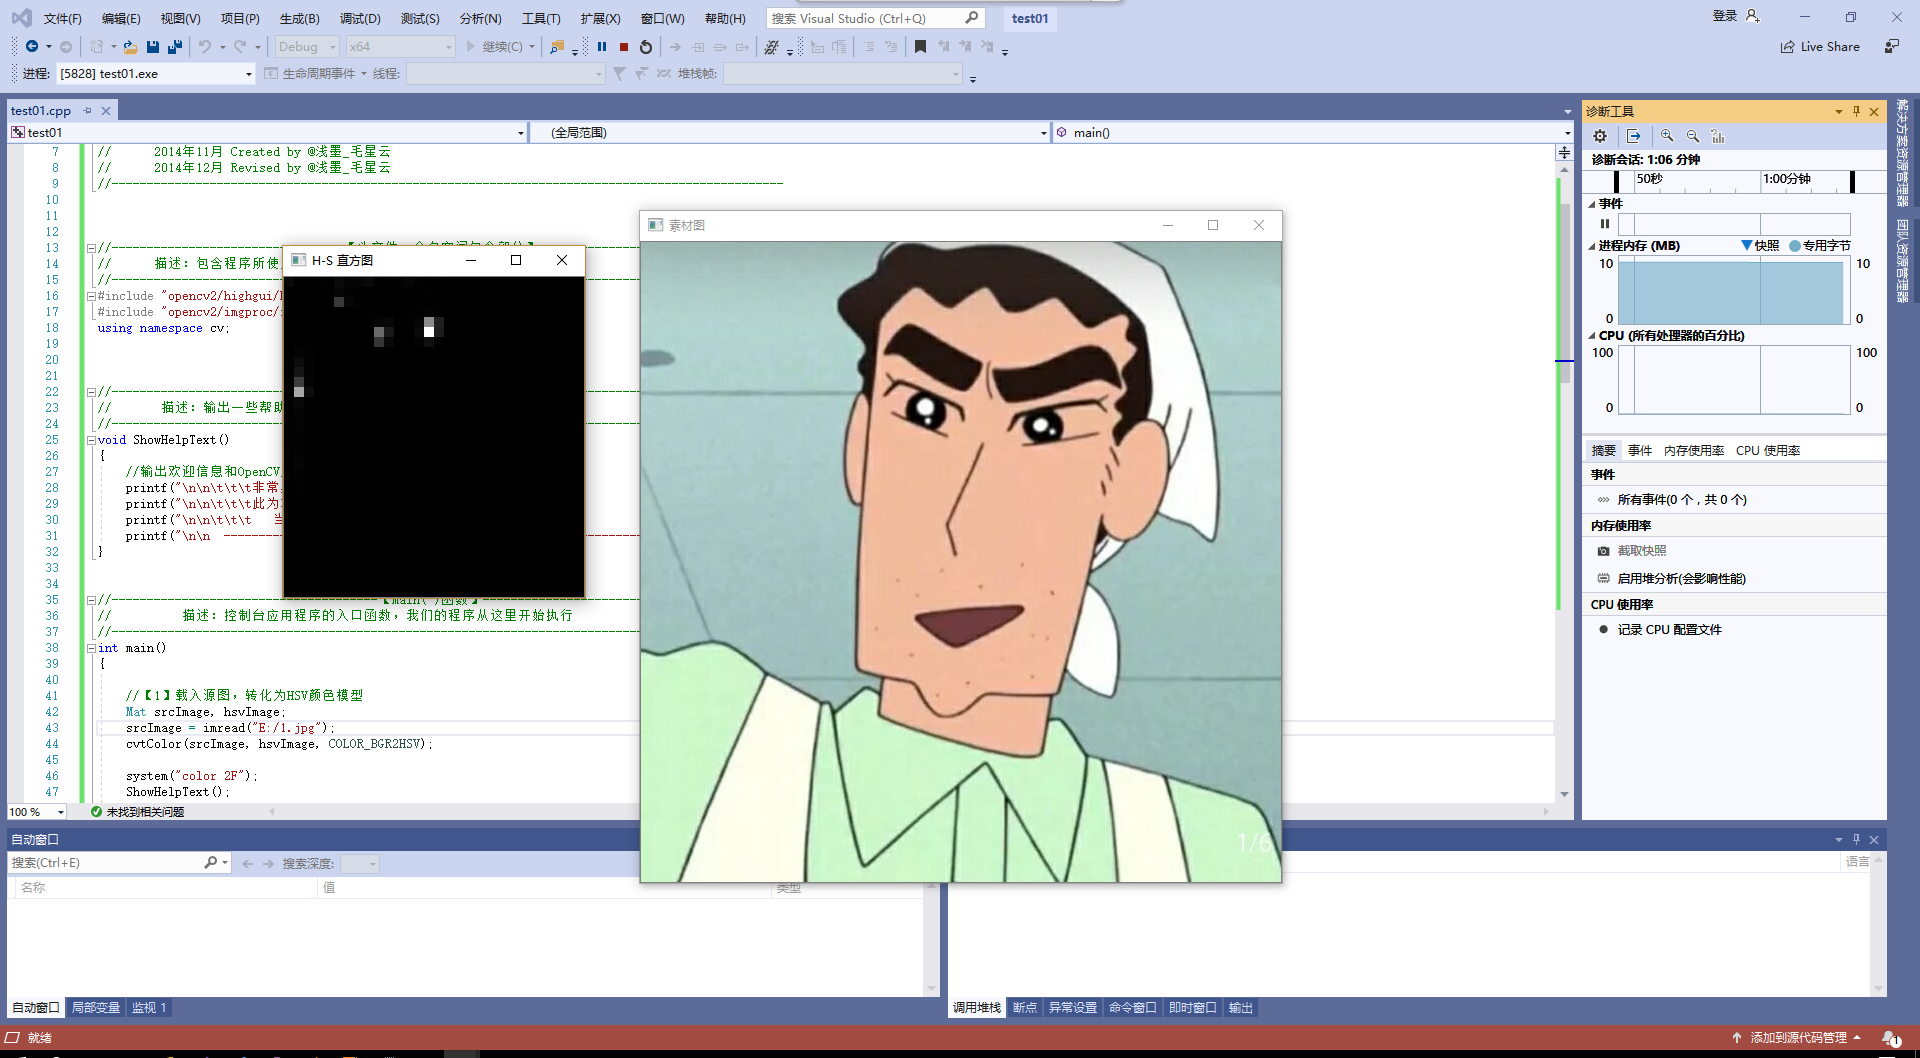 文件(F) 编辑(E) 视图(V) 项目(P) 生成(B) 调试(D) 测试(S) 分析(N) 工具(T) 扩展(X) 窗口(W) 帮助(H) 搜索 Visual Studio (Ctrl+Q) test01 登录
Debug x64 继续(C) Live Share
进程: [5828] test01.exe 生命周期事件 线程: 堆栈帧:
test01.cpp
test01 (全局范围) main()
7 // 2014年11月 Created by @浅墨_毛星云
8 // 2014年12月 Revised by @浅墨_毛星云
9 //------------------------------------------------------------------------------------------------
10
11
12
13 //----------------------------------
14 // 描述：包含程序所使
15 //----------------------------------
16 #include "opencv2/highgui/
17 #include "opencv2/imgproc/
18 using namespace cv;
19
20
21
22 //----------------------------------
23 // 描述：输出一些帮助
24 //----------------------------------
25 void ShowHelpText()
26 {
27 //输出欢迎信息和OpenCV
28 printf("\n\n\t\t\t非常
29 printf("\n\n\t\t\t此为
30 printf("\n\n\t\t\t 当
31 printf("\n\n ----------
32 }
33
34
35 //-----------------------------------【main( )函数】
36 // 描述：控制台应用程序的入口函数，我们的程序从这里开始执行
37 //----------------------------------
38 int main()
39 {
40
41 //【1】载入源图，转化为HSV颜色模型
42 Mat srcImage, hsvImage;
43 srcImage = imread("E:/1.jpg");
44 cvtColor(srcImage, hsvImage, COLOR_BGR2HSV);
45
46 system("color 2F");
47 ShowHelpText();
100 % 未找到相关问题
H-S 直方图
素材图
1/6
诊断工具
诊断会话: 1:06 分钟
50秒 1:00分钟
事件
进程内存 (MB) 快照 专用字节
10 10
0 0
CPU (所有处理器的百分比)
100 100
0 0
摘要 事件 内存使用率 CPU 使用率
事件
所有事件(0 个，共 0 个)
内存使用率
截取快照
启用堆分析(会影响性能)
CPU 使用率
记录 CPU 配置文件
解决方案资源管理器
团队资源管理器
自动窗口
搜索(Ctrl+E) 搜索深度:
名称 值 类型
语言
自动窗口 局部变量 监视 1
调用堆栈 断点 异常设置 命令窗口 即时窗口 输出
就绪 添加到源代码管理 1